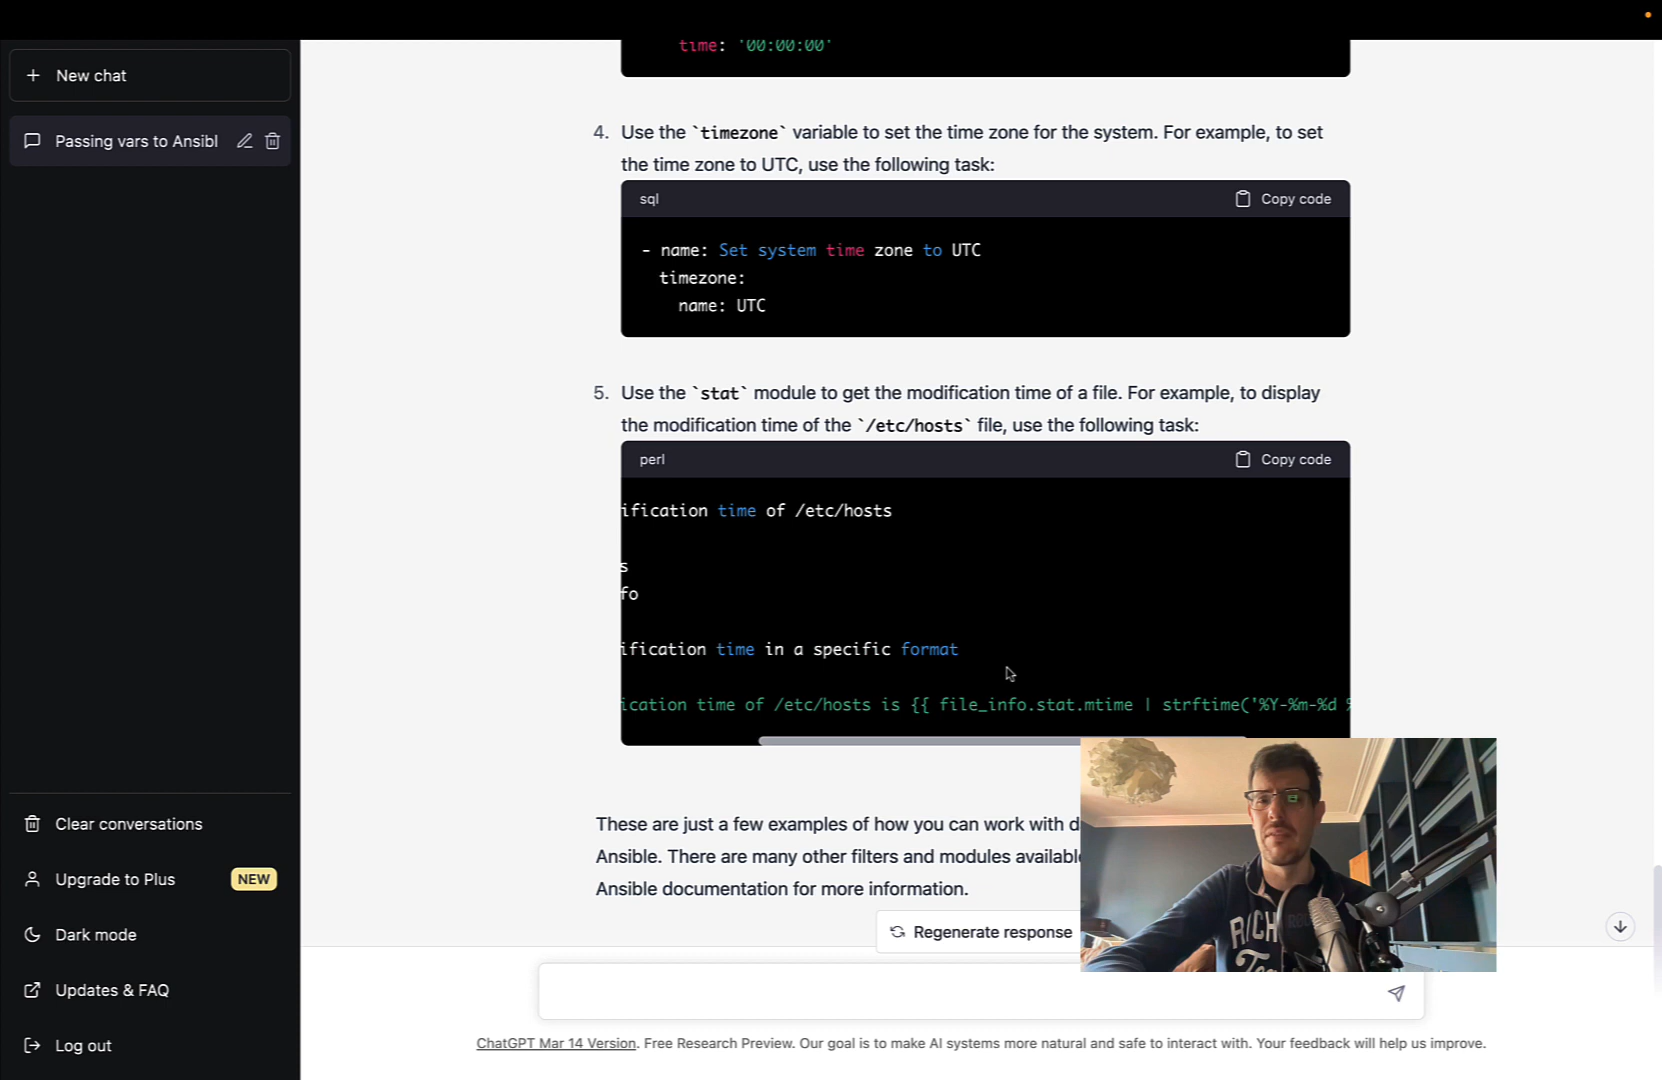 New chat
Passing vars to Ansibl
Clear conversations
Upgrade to Plus NEW
Dark mode
Updates & FAQ
Log out
time: '00:00:00'
4. Use the `timezone` variable to set the time zone for the system. For example, to set
the time zone to UTC, use the following task:
sql Copy code
- name: Set system time zone to UTC
timezone:
name: UTC
5. Use the `stat` module to get the modification time of a file. For example, to display
the modification time of the `/etc/hosts` file, use the following task:
perl Copy code
ification time of /etc/hosts
s
fo
ification time in a specific format
ication time of /etc/hosts is {{ file_info.stat.mtime | strftime('%Y-%m-%d %
These are just a few examples of how you can work with d
Ansible. There are many other filters and modules available
Ansible documentation for more information.
Regenerate response
RICH
ChatGPT Mar 14 Version. Free Research Preview. Our goal is to make AI systems more natural and safe to interact with. Your feedback will help us improve.